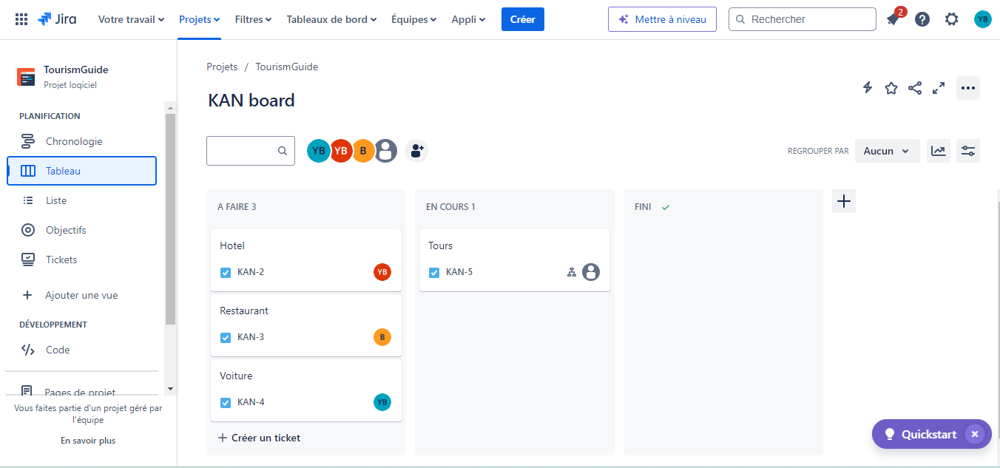 Jira Votre travail Projets Filtres Tableaux de bord Équipes Appli Créer Mettre à niveau Rechercher 2 YB
TourismGuide
Projet logiciel
PLANIFICATION
Chronologie
Tableau
Liste
Objectifs
Tickets
Ajouter une vue
DÉVELOPPEMENT
Code
Pages de projet
Vous faites partie d'un projet géré par
l'équipe
En savoir plus
Projets / TourismGuide
KAN board
YB YB B
REGROUPER PAR Aucun
A FAIRE 3
Hotel
KAN-2 YB
Restaurant
KAN-3 B
Voiture
KAN-4 YB
Créer un ticket
EN COURS 1
Tours
KAN-5
FINI
Quickstart